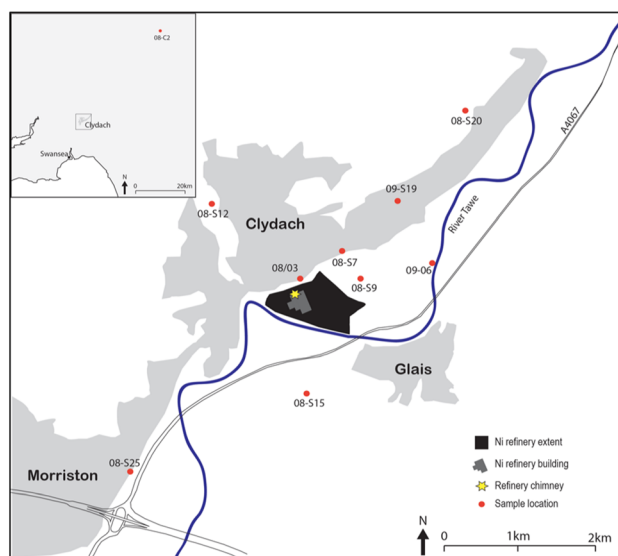 08-C2
Clydach
Swansea
N
0
20km
08-S20
A4067
09-S19
08-S12
Clydach
River Tawe
08-S7
09-06
08/03
08-S9
Glais
08-S15
08-S25
Morriston
Ni refinery extent
Ni refinery building
Refinery chimney
Sample location
N
0
1km
2km